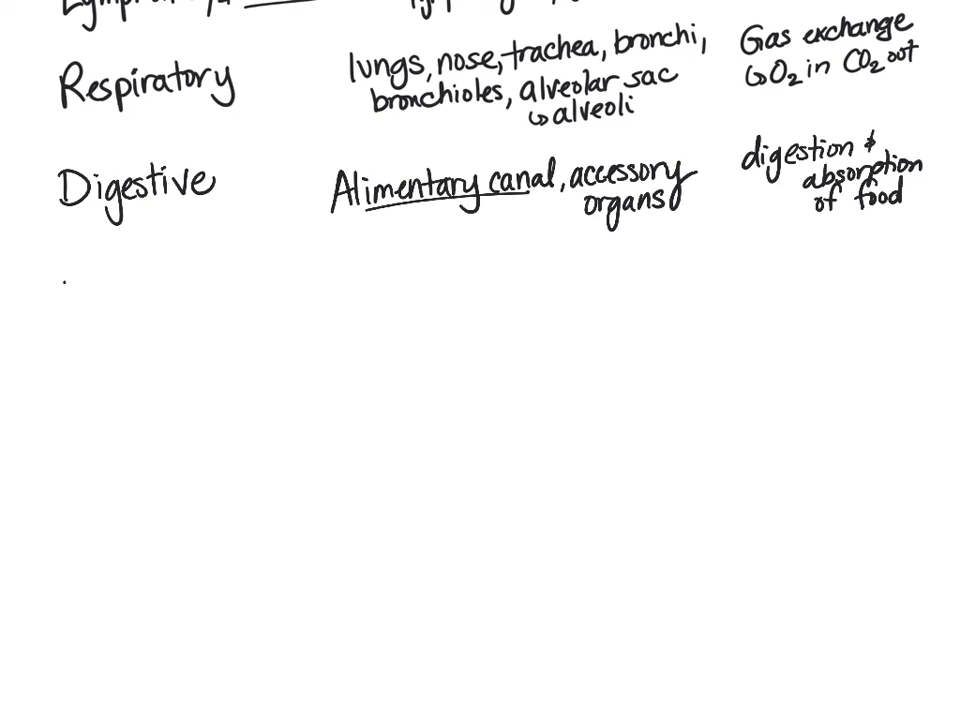 Respiratory
lungs, nose, trachea, bronchi,
bronchioles, alveolar sac
↳ alveoli
Gas exchange
↳ O₂ in CO₂ out
Digestive
Alimentary canal, accessory
organs
digestion &
absorption
of food